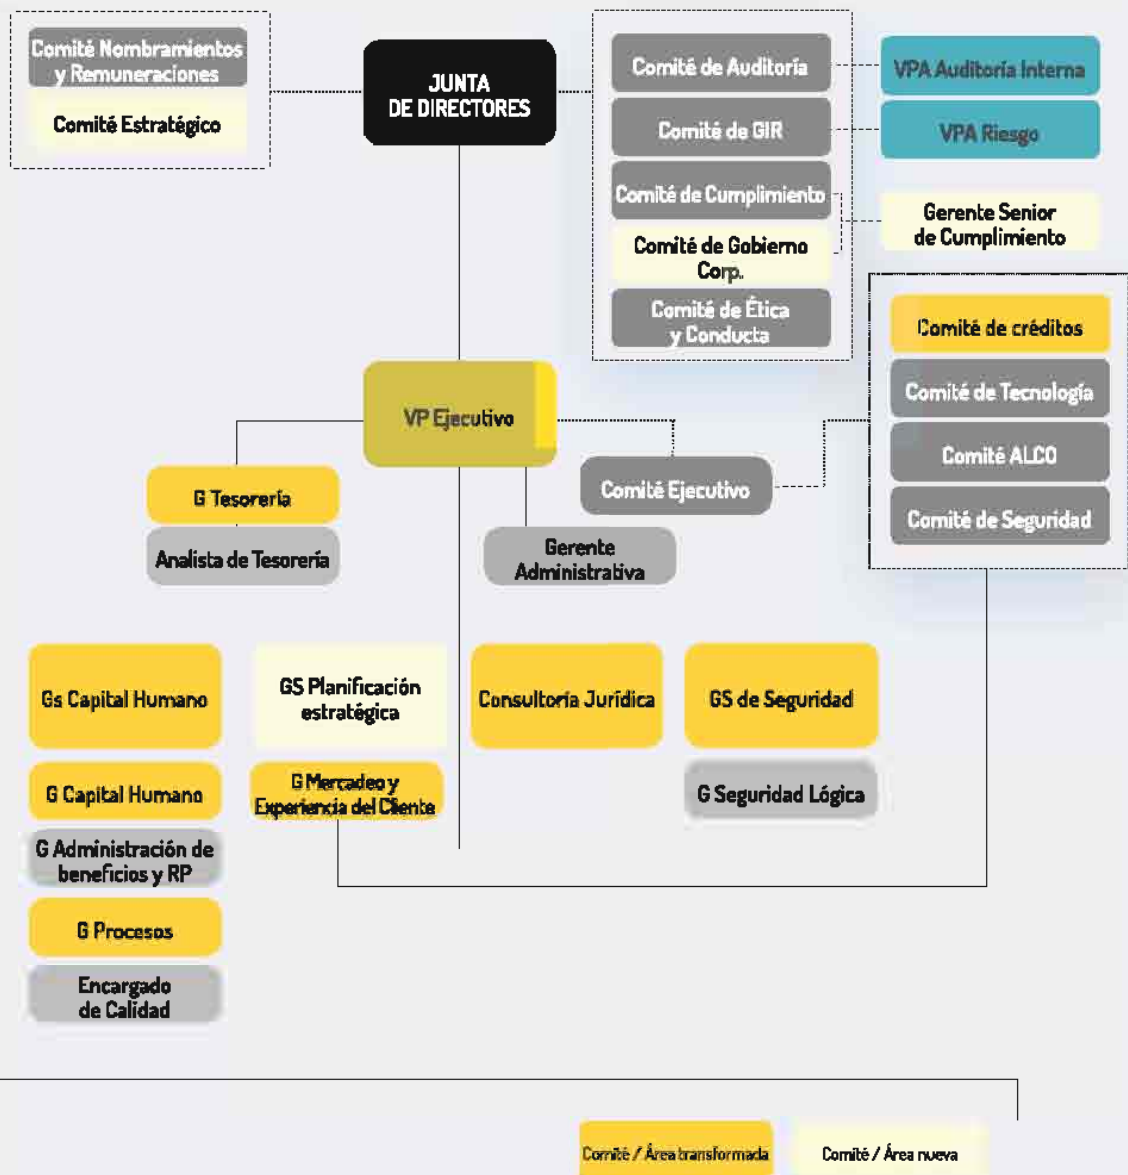 Comité Nombramientos
y Remuneraciones
Comité Estratégico
JUNTA
DE DIRECTORES
Comité de Auditoría
Comité de GIR
Comité de Cumplimiento
Comité de Gobierno
Corp.
Comité de Ética
y Conducta
VPA Auditoría Interna
VPA Riesgo
Gerente Senior
de Cumplimiento
Comité de créditos
Comité de Tecnología
Comité ALCO
Comité de Seguridad
VP Ejecutivo
Comité Ejecutivo
G Tesorería
Analista de Tesorería
Gerente
Administrativa
Gs Capital Humano
G Capital Humano
G Administración de
beneficios y RP
G Procesos
Encargado
de Calidad
GS Planificación
estratégica
G Mercadeo y
Experiencia del Cliente
Consultoría Jurídica
GS de Seguridad
G Seguridad Lógica
Comité / Área transformada
Comité / Área nueva